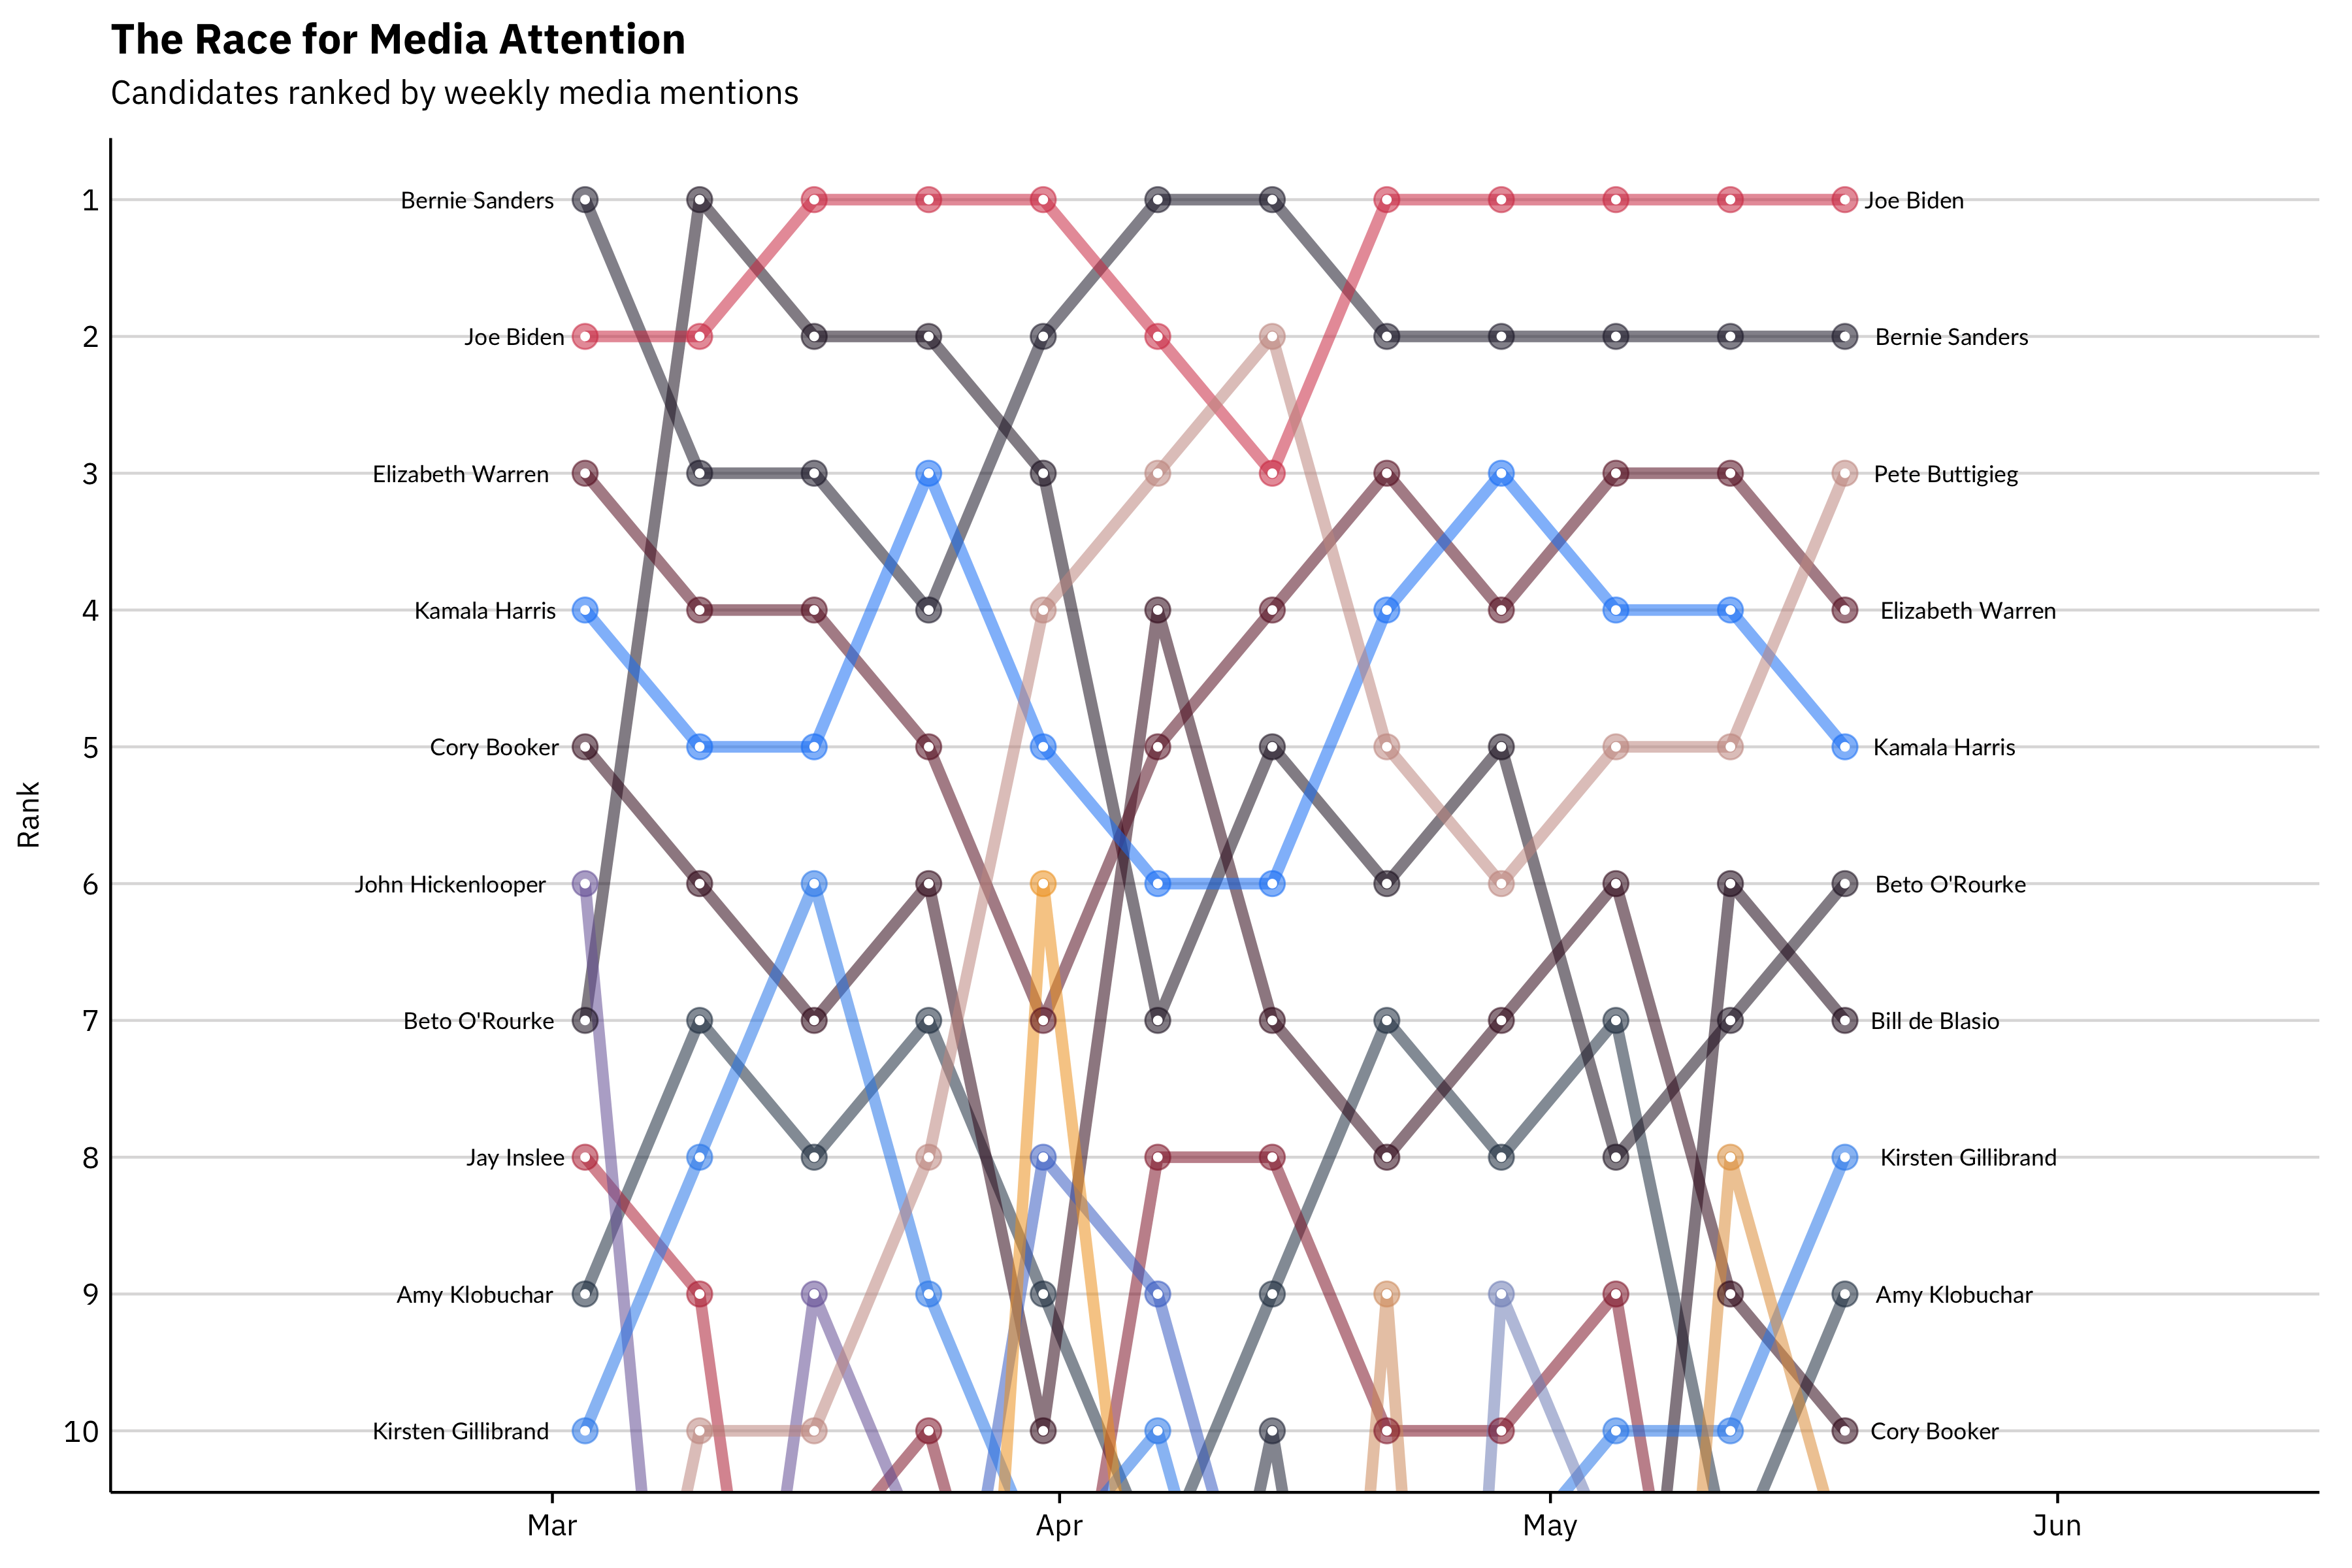 The Race for Media Attention
Candidates ranked by weekly media mentions
Rank
1
Bernie Sanders
Joe Biden
2
Joe Biden
Bernie Sanders
3
Elizabeth Warren
Pete Buttigieg
4
Kamala Harris
Elizabeth Warren
5
Cory Booker
Kamala Harris
6
John Hickenlooper
Beto O'Rourke
7
Beto O'Rourke
Bill de Blasio
8
Jay Inslee
Kirsten Gillibrand
9
Amy Klobuchar
Amy Klobuchar
10
Kirsten Gillibrand
Cory Booker
Mar Apr May Jun